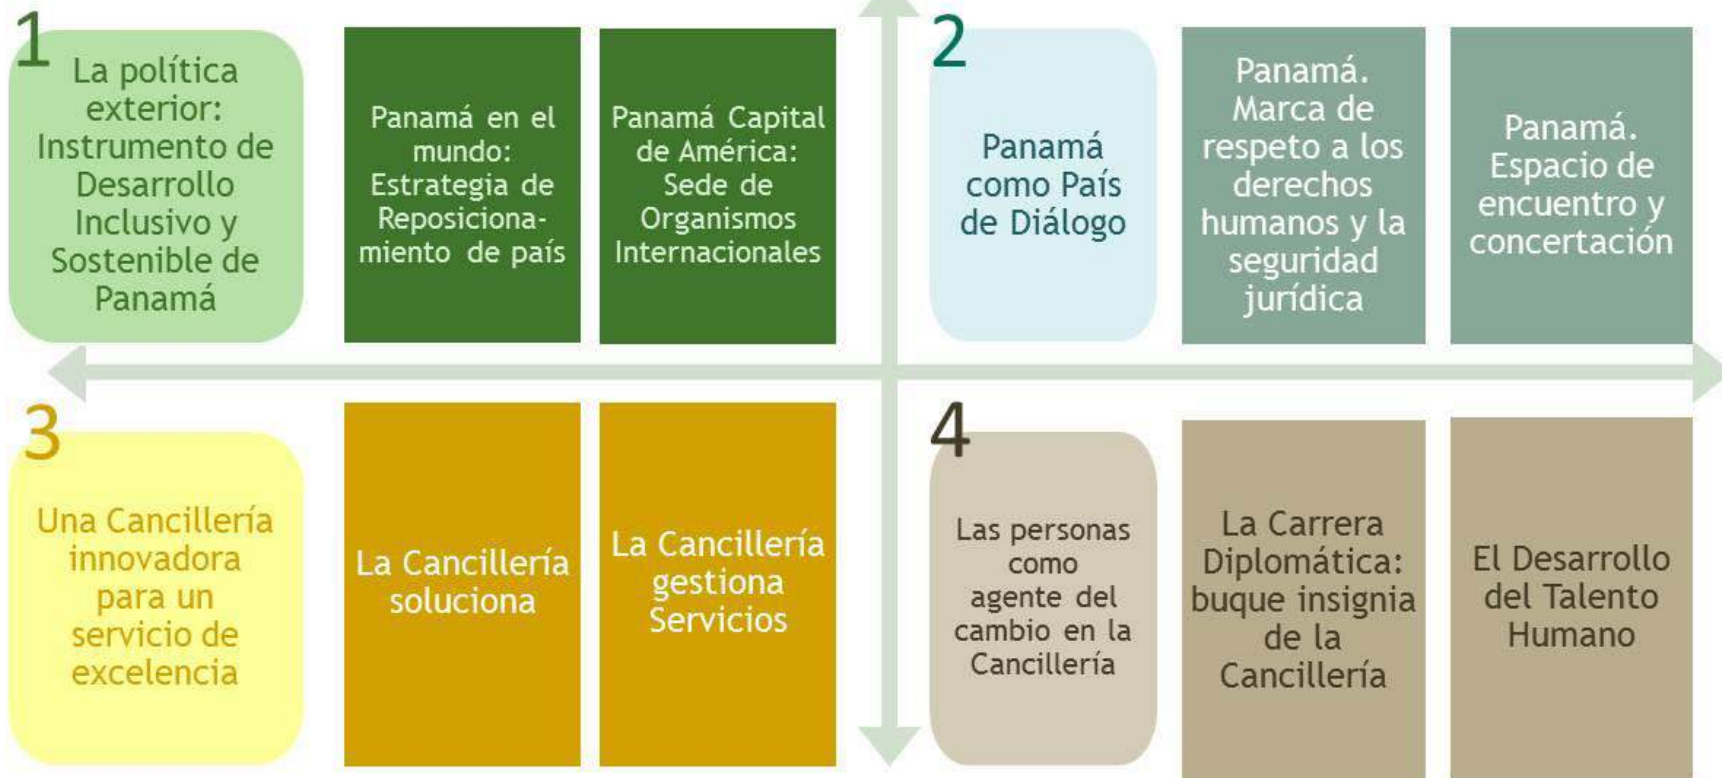 1
La política
exterior:
Instrumento de
Desarrollo
Inclusivo y
Sostenible de
Panamá
Panamá en el
mundo:
Estrategia de
Reposiciona-
miento de país
Panamá Capital
de América:
Sede de
Organismos
Internacionales
2
Panamá
como País
de Diálogo
Panamá.
Marca de
respeto a los
derechos
humanos y la
seguridad
jurídica
Panamá.
Espacio de
encuentro y
concertación
3
Una Cancillería
innovadora
para un
servicio de
excelencia
La Cancillería
soluciona
La Cancillería
gestiona
Servicios
4
Las personas
como
agente del
cambio en la
Cancillería
La Carrera
Diplomática:
buque insignia
de la
Cancillería
El Desarrollo
del Talento
Humano